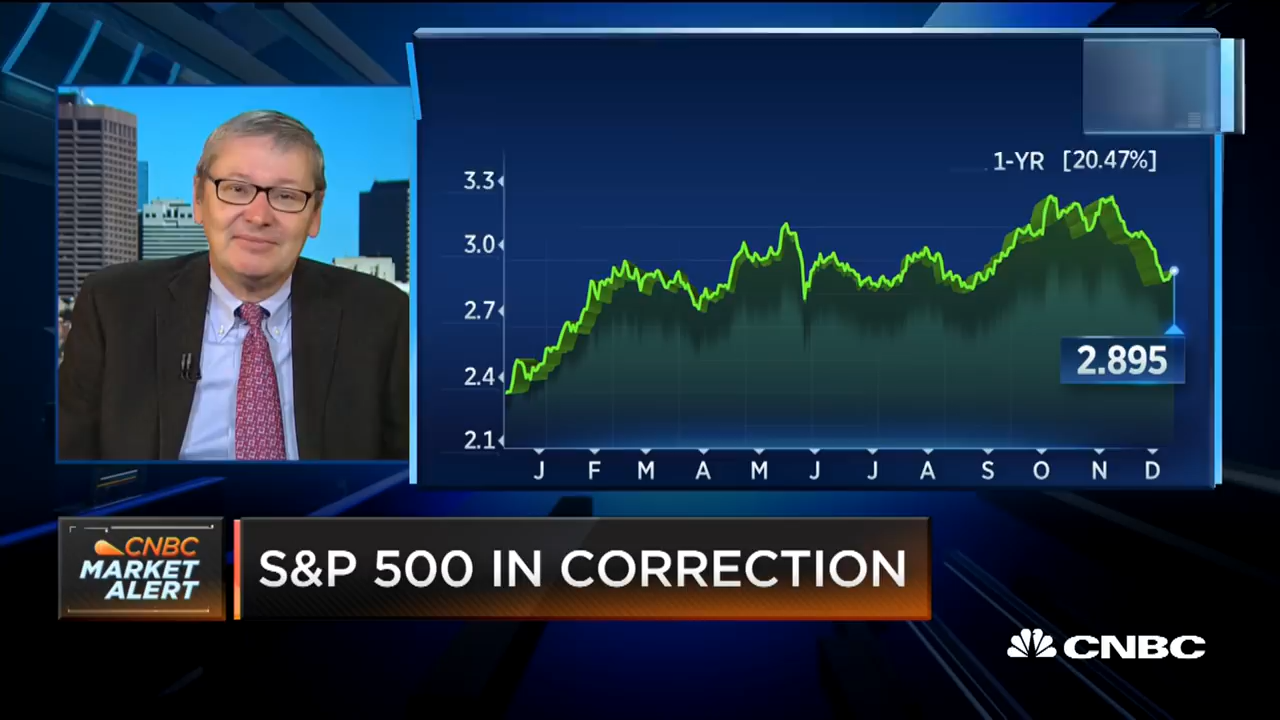 1-YR [20.47%]
3.3
3.0
2.7
2.4
2.1
2.895
J F M A M J J A S O N D
CNBC
MARKET
ALERT
S&P 500 IN CORRECTION
CNBC